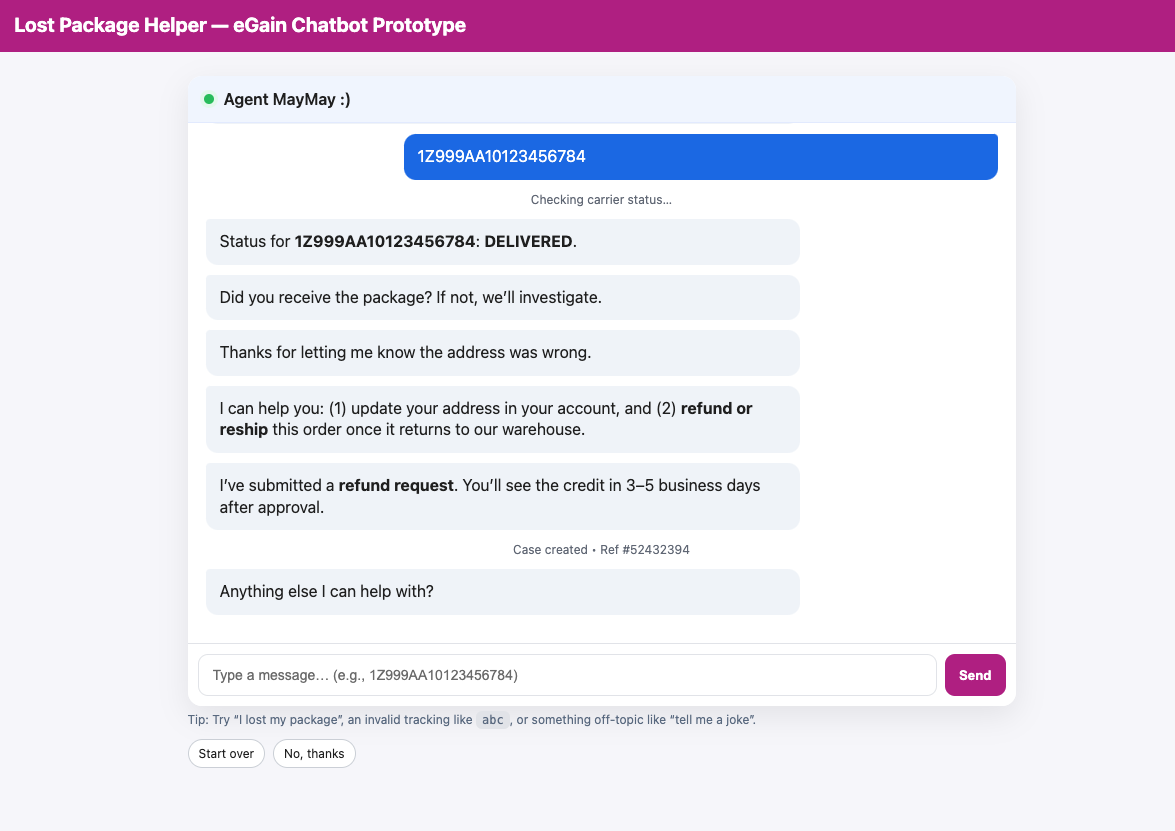 Lost Package Helper — eGain Chatbot Prototype
Agent MayMay :)
1Z999AA10123456784
Checking carrier status...
Status for 1Z999AA10123456784: DELIVERED.
Did you receive the package? If not, we’ll investigate.
Thanks for letting me know the address was wrong.
I can help you: (1) update your address in your account, and (2) refund or
reship this order once it returns to our warehouse.
I’ve submitted a refund request. You’ll see the credit in 3–5 business days
after approval.
Case created • Ref #52432394
Anything else I can help with?
Type a message… (e.g., 1Z999AA10123456784)
Send
Tip: Try “I lost my package”, an invalid tracking like abc, or something off-topic like “tell me a joke”.
Start over
No, thanks